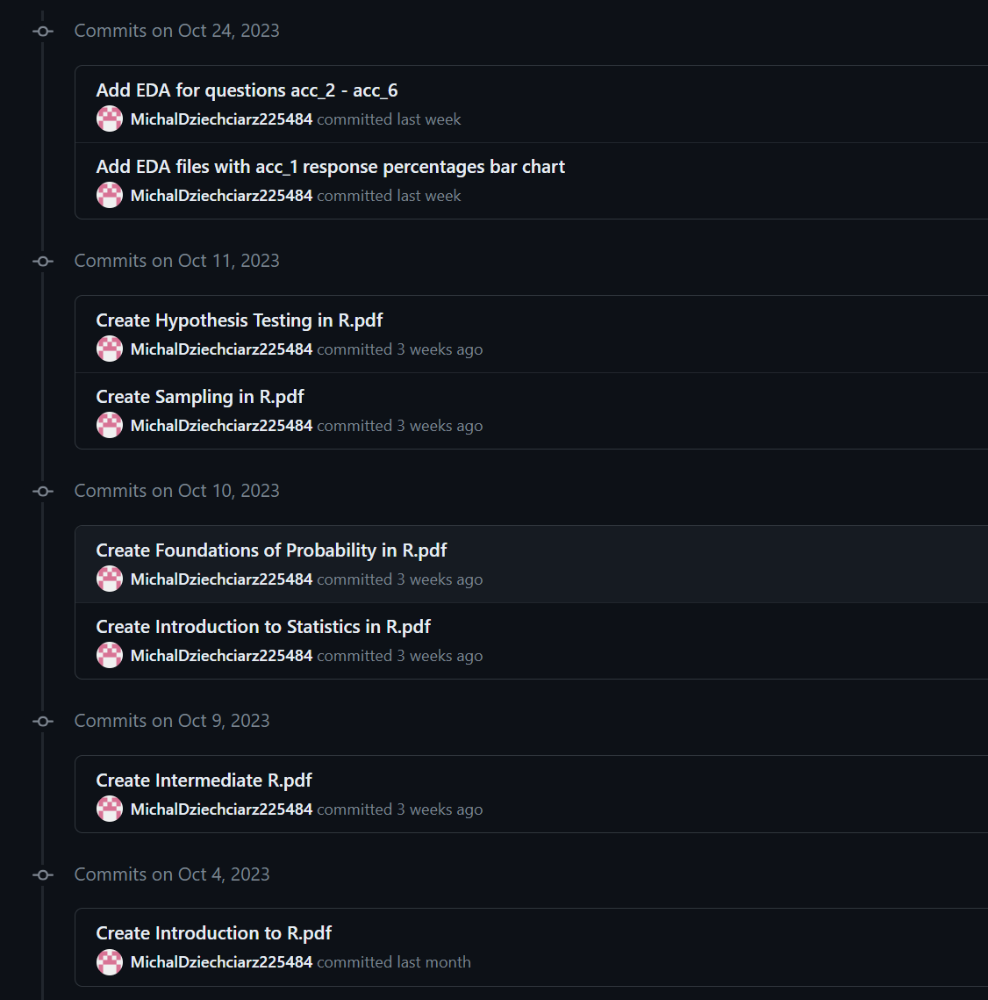 Commits on Oct 24, 2023
Add EDA for questions acc_2 - acc_6
MichalDziechciarz225484 committed last week
Add EDA files with acc_1 response percentages bar chart
MichalDziechciarz225484 committed last week
Commits on Oct 11, 2023
Create Hypothesis Testing in R.pdf
MichalDziechciarz225484 committed 3 weeks ago
Create Sampling in R.pdf
MichalDziechciarz225484 committed 3 weeks ago
Commits on Oct 10, 2023
Create Foundations of Probability in R.pdf
MichalDziechciarz225484 committed 3 weeks ago
Create Introduction to Statistics in R.pdf
MichalDziechciarz225484 committed 3 weeks ago
Commits on Oct 9, 2023
Create Intermediate R.pdf
MichalDziechciarz225484 committed 3 weeks ago
Commits on Oct 4, 2023
Create Introduction to R.pdf
MichalDziechciarz225484 committed last month